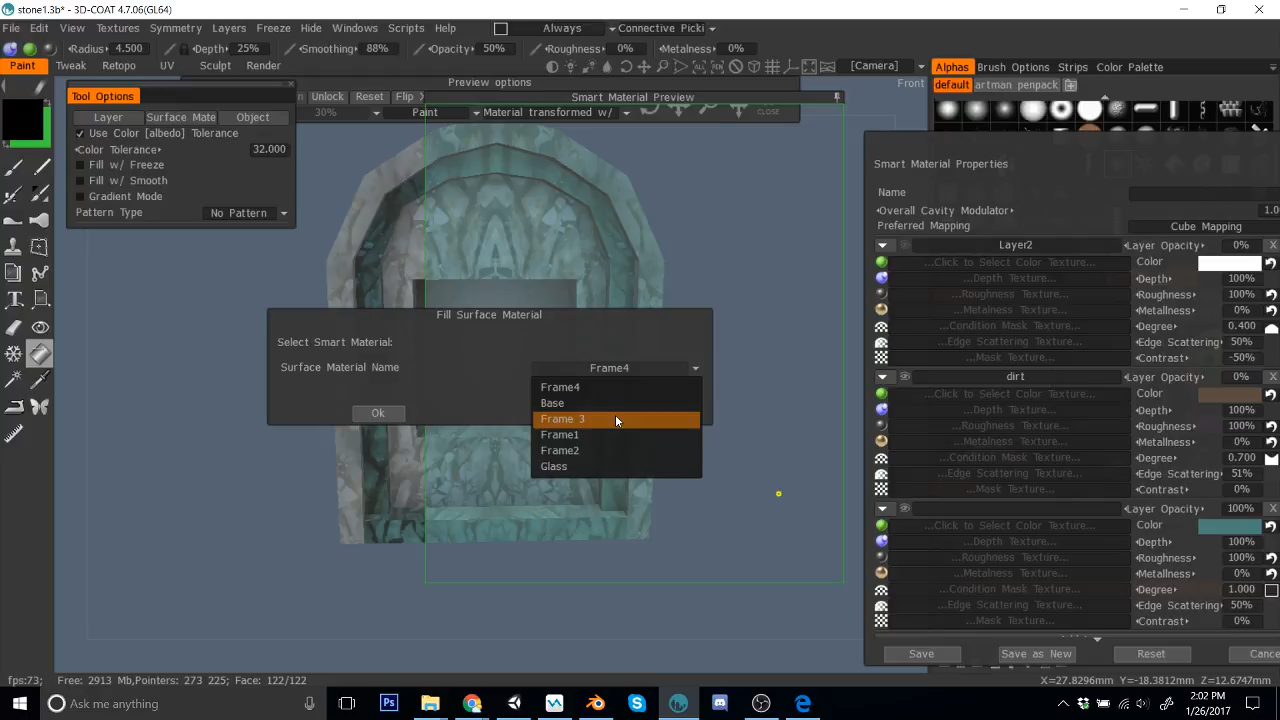 stone1.3b* - 3D-COAT 4.7.06(GL64)
File Edit View Textures Symmetry Layers Freeze Hide Windows Scripts Help Always Connective Picki
Radius 4.500 Depth 25% Smoothing 88% Opacity 50% Roughness 0% Metalness 0%
Paint Tweak Retopo UV Sculpt Render [Camera] Alphas Brush Options Strips Color Palette
Preview options Front default artman penpack
Tool Options Unlock Reset Flip Smart Material Preview
30% Paint Material transformed w/ CLOSE
Layer Surface Mate Object
Use Color [albedo] Tolerance
Color Tolerance 32.000
Fill w/ Freeze
Fill w/ Smooth
Gradient Mode
Pattern Type No Pattern
Smart Material Properties
Name
Overall Cavity Modulator 1.0
Preferred Mapping Cube Mapping
Layer2 Layer Opacity 0% X
...Click to Select Color Texture... Color
...Depth Texture... Depth 100%
...Roughness Texture... Roughness 100%
...Metalness Texture... Metallness 0%
...Condition Mask Texture... Degree 0.400
...Edge Scattering Texture... Edge Scattering 50%
...Mask Texture... Contrast -50%
dirt Layer Opacity 0% X
...Click to Select Color Texture... Color
...Depth Texture... Depth 100%
...Roughness Texture... Roughness 100%
...Metalness Texture... Metallness 0%
...Condition Mask Texture... Degree 0.700
...Edge Scattering Texture... Edge Scattering 51%
...Mask Texture... Contrast 0%
Layer Opacity 100% X
...Click to Select Color Texture... Color
...Depth Texture... Depth 100%
...Roughness Texture... Roughness 100%
...Metalness Texture... Metallness 0%
...Condition Mask Texture... Degree 1.000
...Edge Scattering Texture... Edge Scattering 50%
...Mask Texture... Contrast 0%
Save Save as New Reset Cance
Fill Surface Material
Select Smart Material:
Surface Material Name Frame4
Frame4
Base
Frame 3
Frame1
Frame2
Glass
Ok
fps:73; Free: 2913 Mb,Pointers: 273 225; Face: 122/122 X=27.8296mm Y=-18.3812mm Z=12.6747mm
Ask me anything
2:02 PM
1/26/2017